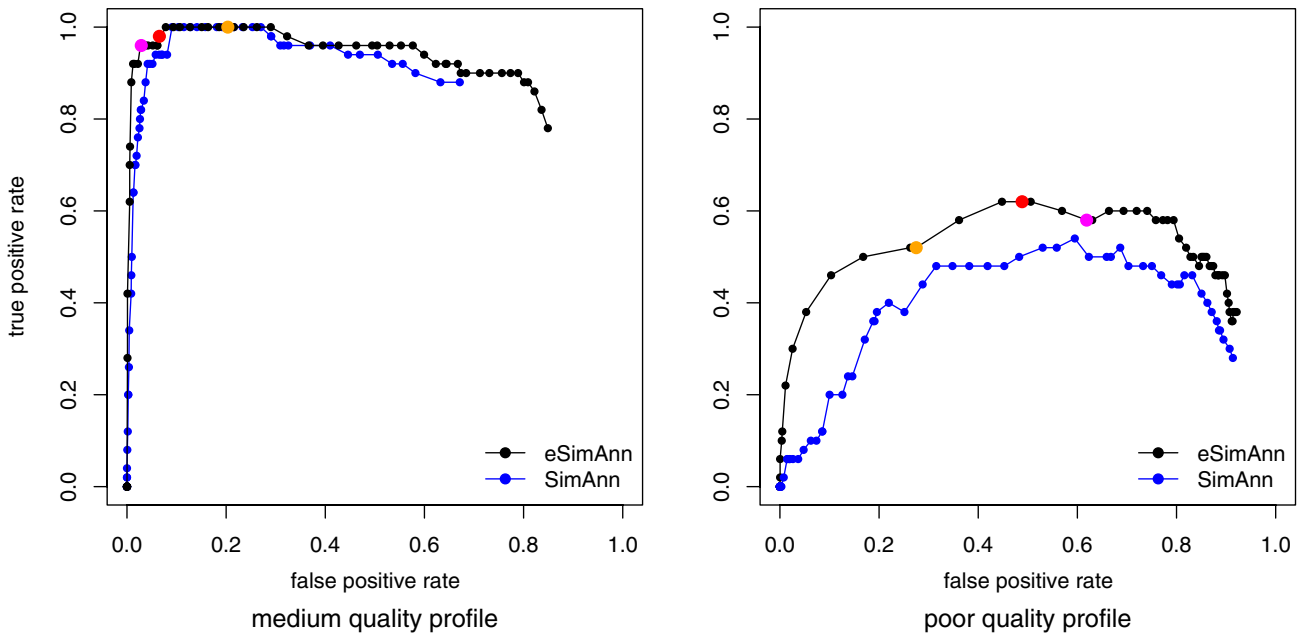 true positive rate
1.0
0.8
0.6
0.4
0.2
0.0
eSimAnn
SimAnn
0.0 0.2 0.4 0.6 0.8 1.0
false positive rate
medium quality profile
1.0
0.8
0.6
0.4
0.2
0.0
eSimAnn
SimAnn
0.0 0.2 0.4 0.6 0.8 1.0
false positive rate
poor quality profile